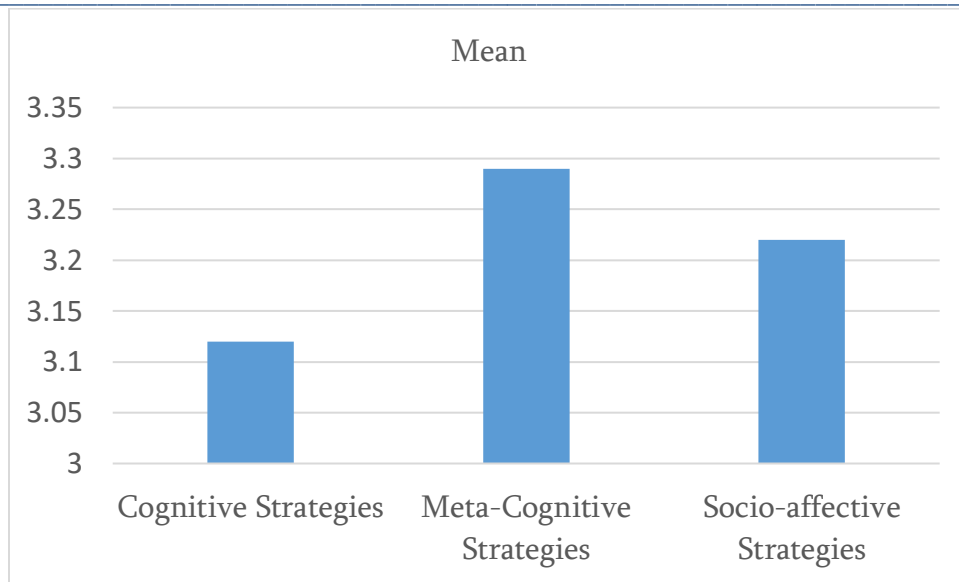 Mean
3.35
3.3
3.25
3.2
3.15
3.1
3.05
3
Cognitive Strategies
Meta-Cognitive
Strategies
Socio-affective
Strategies